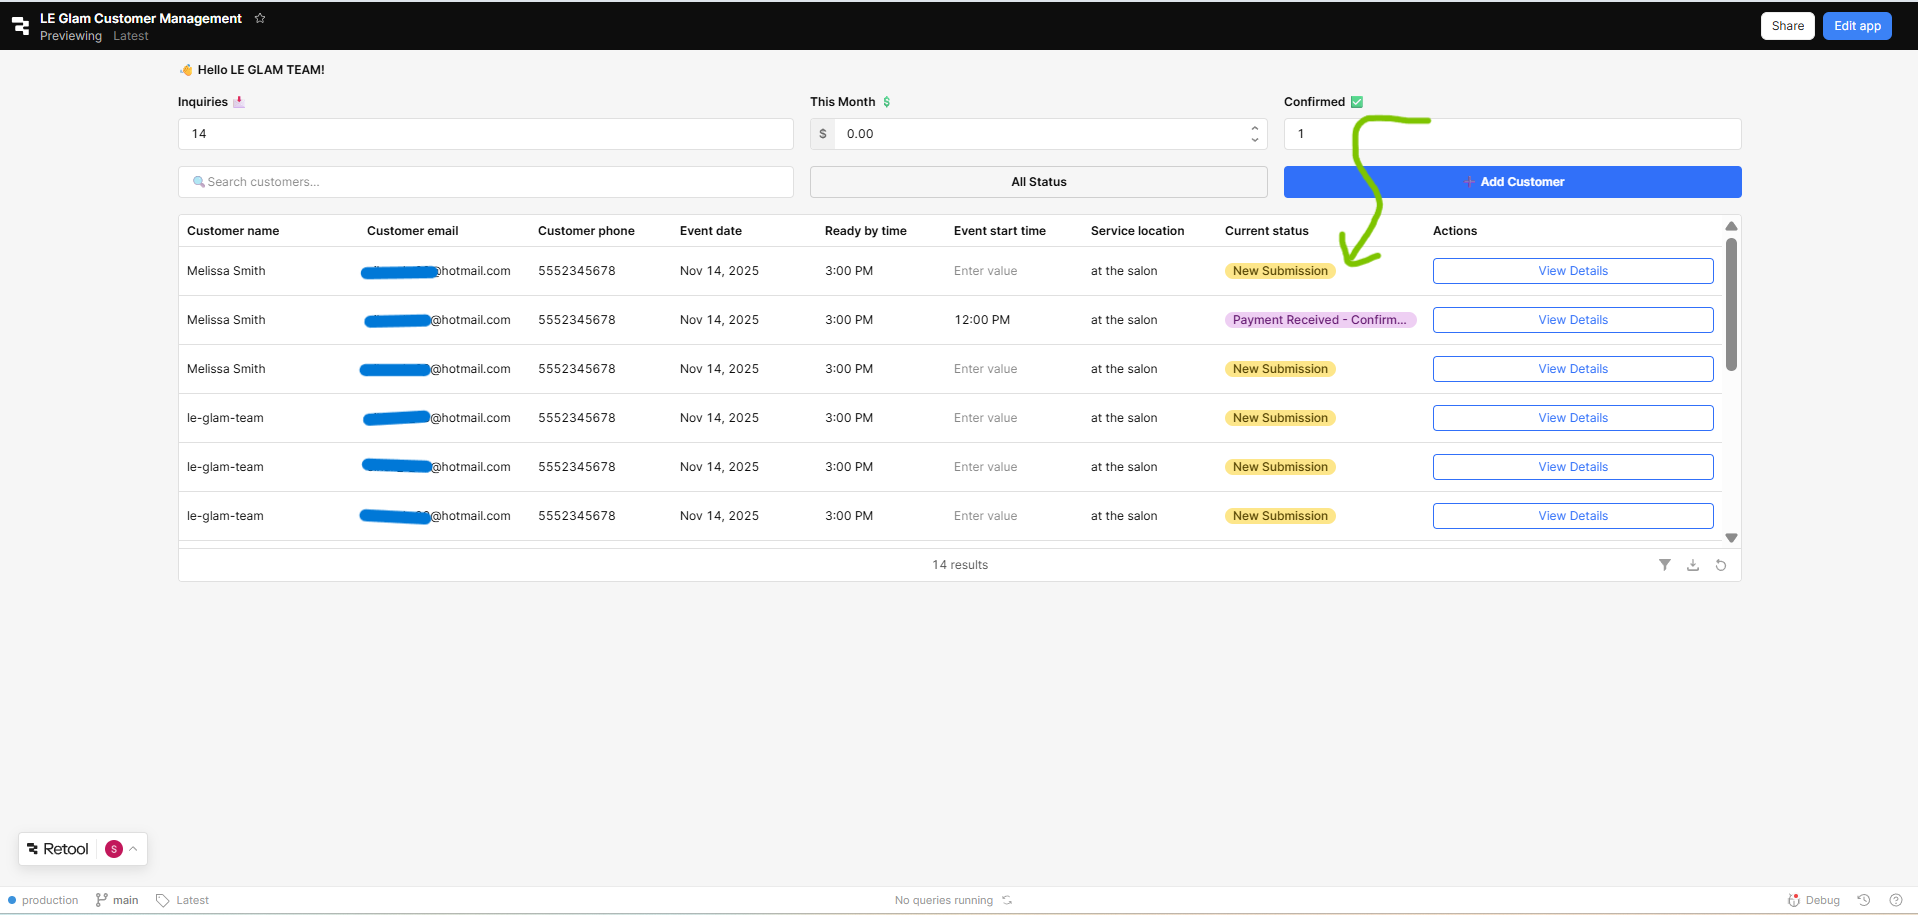 LE Glam Customer Management
Share
Edit app
Previewing Latest
👋 Hello LE GLAM TEAM!
Inquiries 📩
This Month 💲
Confirmed ✅
14
$ 0.00
1
🔍 Search customers...
All Status
➕ Add Customer
Customer name Customer email Customer phone Event date Ready by time Event start time Service location Current status Actions
Melissa Smith @hotmail.com 5552345678 Nov 14, 2025 3:00 PM Enter value at the salon New Submission View Details
Melissa Smith @hotmail.com 5552345678 Nov 14, 2025 3:00 PM 12:00 PM at the salon Payment Received - Confirm... View Details
Melissa Smith @hotmail.com 5552345678 Nov 14, 2025 3:00 PM Enter value at the salon New Submission View Details
le-glam-team @hotmail.com 5552345678 Nov 14, 2025 3:00 PM Enter value at the salon New Submission View Details
le-glam-team @hotmail.com 5552345678 Nov 14, 2025 3:00 PM Enter value at the salon New Submission View Details
le-glam-team @hotmail.com 5552345678 Nov 14, 2025 3:00 PM Enter value at the salon New Submission View Details
14 results
Retool S
production main Latest No queries running Debug